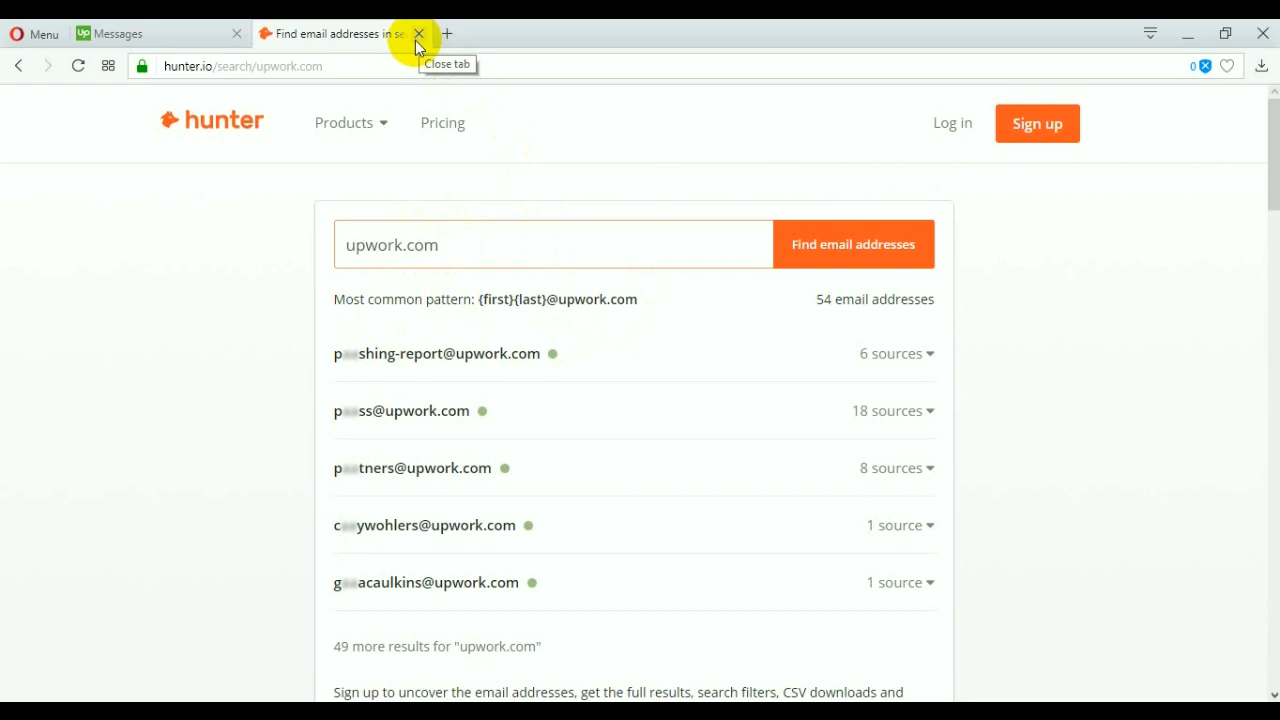 Menu
Messages
Find email addresses in se
Close tab
hunter.io/search/upwork.com
0
hunter
Products
Pricing
Log in
Sign up
upwork.com
Find email addresses
Most common pattern: {first}{last}@upwork.com
54 email addresses
p shing-report@upwork.com
6 sources
p ss@upwork.com
18 sources
p tners@upwork.com
8 sources
c ywohlers@upwork.com
1 source
g acaulkins@upwork.com
1 source
49 more results for "upwork.com"
Sign up to uncover the email addresses, get the full results, search filters, CSV downloads and